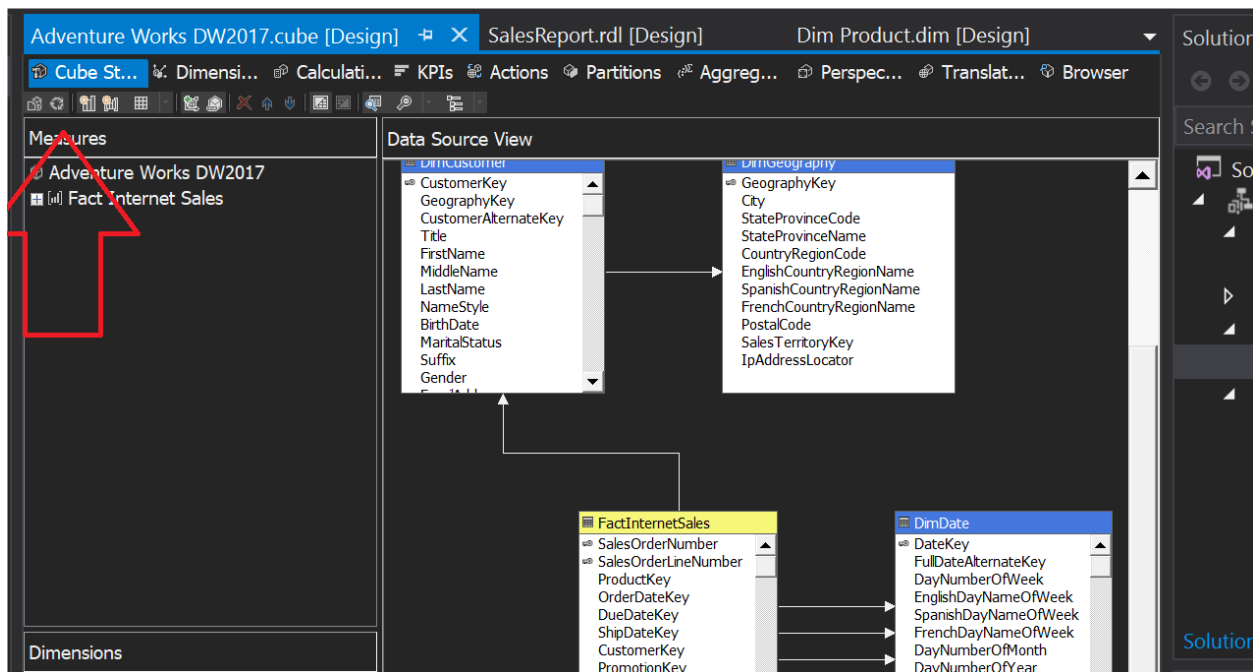 Adventure Works DW2017.cube [Design] SalesReport.rdl [Design] Dim Product.dim [Design]
Cube St... Dimensi... Calculati... KPIs Actions Partitions Aggreg... Perspec... Translat... Browser
Measures
Adventure Works DW2017
Fact Internet Sales
Dimensions
Data Source View
DimCustomer
CustomerKey
GeographyKey
CustomerAlternateKey
Title
FirstName
MiddleName
LastName
NameStyle
BirthDate
MaritalStatus
Suffix
Gender
DimGeography
GeographyKey
City
StateProvinceCode
StateProvinceName
CountryRegionCode
EnglishCountryRegionName
SpanishCountryRegionName
FrenchCountryRegionName
PostalCode
SalesTerritoryKey
IpAddressLocator
FactInternetSales
SalesOrderNumber
SalesOrderLineNumber
ProductKey
OrderDateKey
DueDateKey
ShipDateKey
CustomerKey
PromotionKey
DimDate
DateKey
FullDateAlternateKey
DayNumberOfWeek
EnglishDayNameOfWeek
SpanishDayNameOfWeek
FrenchDayNameOfWeek
DayNumberOfMonth
DayNumberOfYear
Solution
Search S
So
Solution